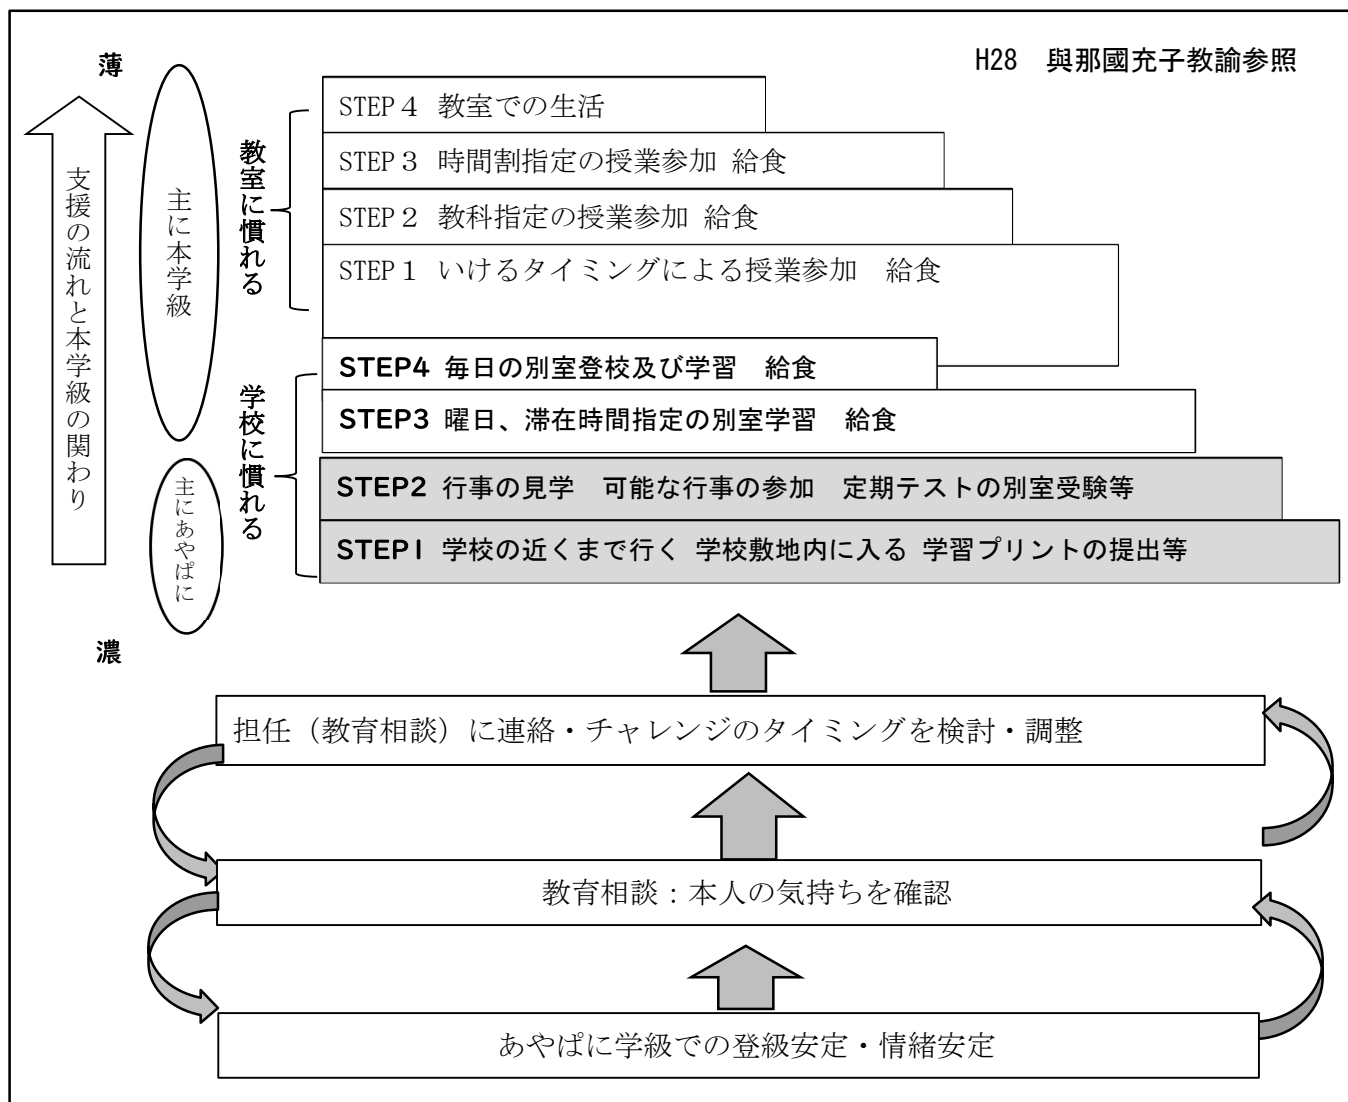 H28　與那國充子教諭参照
薄
支援の流れと本学級の関わり
濃
主に本学級
主にあやぱに
教室に慣れる
STEP４ 教室での生活
STEP３ 時間割指定の授業参加 給食
STEP２ 教科指定の授業参加 給食
STEP１ いけるタイミングによる授業参加　給食
学校に慣れる
STEP4 毎日の別室登校及び学習　給食
STEP3 曜日、滞在時間指定の別室学習　給食
STEP2 行事の見学　可能な行事の参加　定期テストの別室受験等
STEP1 学校の近くまで行く 学校敷地内に入る 学習プリントの提出等
担任（教育相談）に連絡・チャレンジのタイミングを検討・調整
教育相談：本人の気持ちを確認
あやぱに学級での登級安定・情緒安定